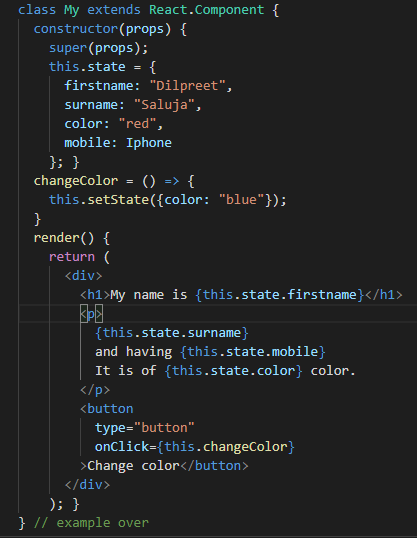 class My extends React.Component {
  constructor(props) {
    super(props);
    this.state = {
      firstname: "Dilpreet",
      surname: "Saluja",
      color: "red",
      mobile: Iphone
    }; }
  changeColor = () => {
    this.setState({color: "blue"});
  }
  render() {
    return (
      <div>
        <h1>My name is {this.state.firstname}</h1>
        <p>
          {this.state.surname}
          and having {this.state.mobile}
          It is of {this.state.color} color.
        </p>
        <button
          type="button"
          onClick={this.changeColor}
        >Change color</button>
      </div>
    ); }
} // example over